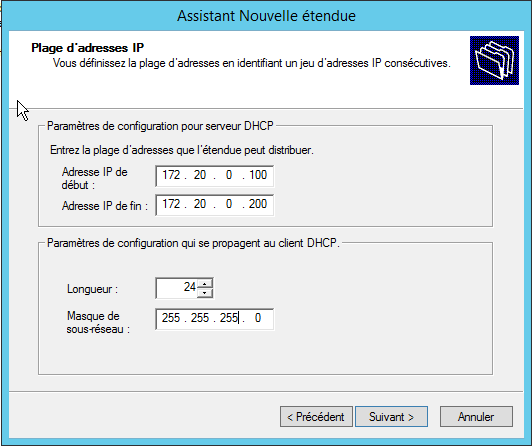 Assistant Nouvelle étendue
Plage d'adresses IP
Vous définissez la plage d'adresses en identifiant un jeu d'adresses IP consécutives.
Paramètres de configuration pour serveur DHCP
Entrez la plage d'adresses que l'étendue peut distribuer.
Adresse IP de
début :
172 . 20 . 0 . 100
Adresse IP de fin :
172 . 20 . 0 . 200
Paramètres de configuration qui se propagent au client DHCP.
Longueur :
24
Masque de
sous-réseau :
255 . 255 . 255 . 0
< Précédent
Suivant >
Annuler